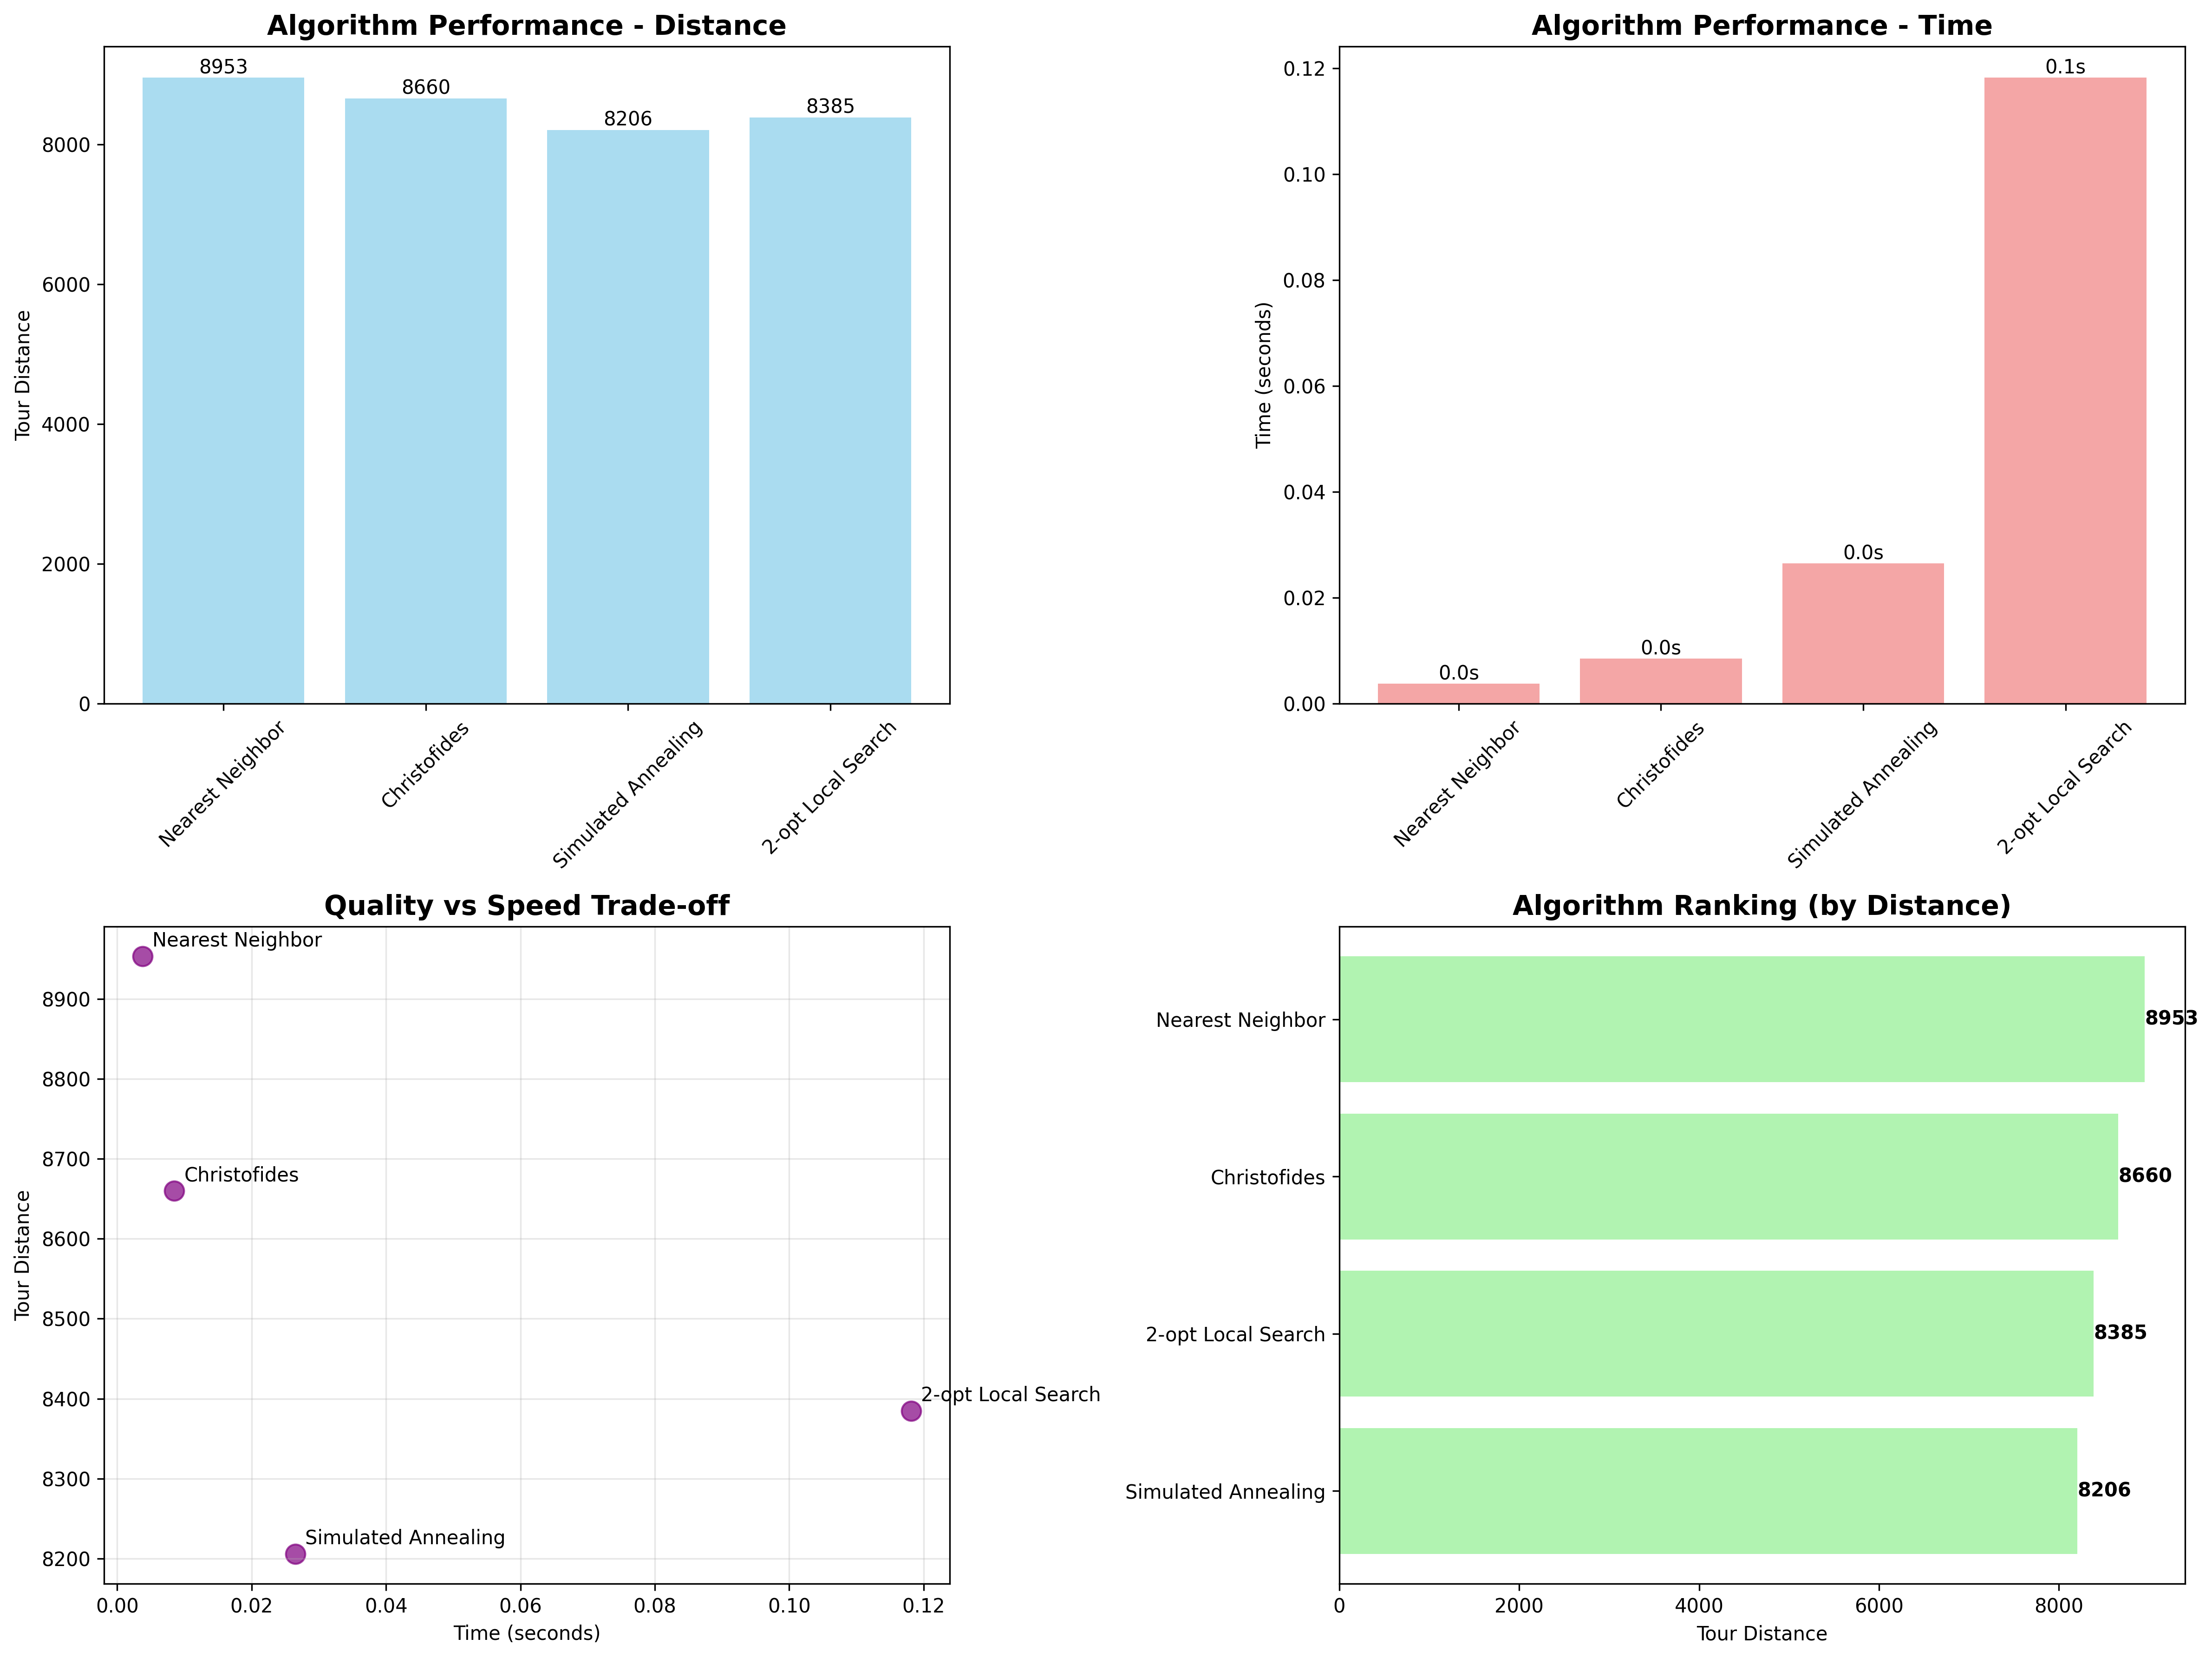 Algorithm Performance - Distance
Tour Distance
8000
6000
4000
2000
0
8953
8660
8206
8385
Nearest Neighbor
Christofides
Simulated Annealing
2-opt Local Search
Algorithm Performance - Time
Time (seconds)
0.12
0.10
0.08
0.06
0.04
0.02
0.00
0.0s
0.0s
0.0s
0.1s
Nearest Neighbor
Christofides
Simulated Annealing
2-opt Local Search
Quality vs Speed Trade-off
Tour Distance
8900
8800
8700
8600
8500
8400
8300
8200
Nearest Neighbor
Christofides
2-opt Local Search
Simulated Annealing
0.00
0.02
0.04
0.06
0.08
0.10
0.12
Time (seconds)
Algorithm Ranking (by Distance)
Nearest Neighbor
8953
Christofides
8660
2-opt Local Search
8385
Simulated Annealing
8206
0
2000
4000
6000
8000
Tour Distance